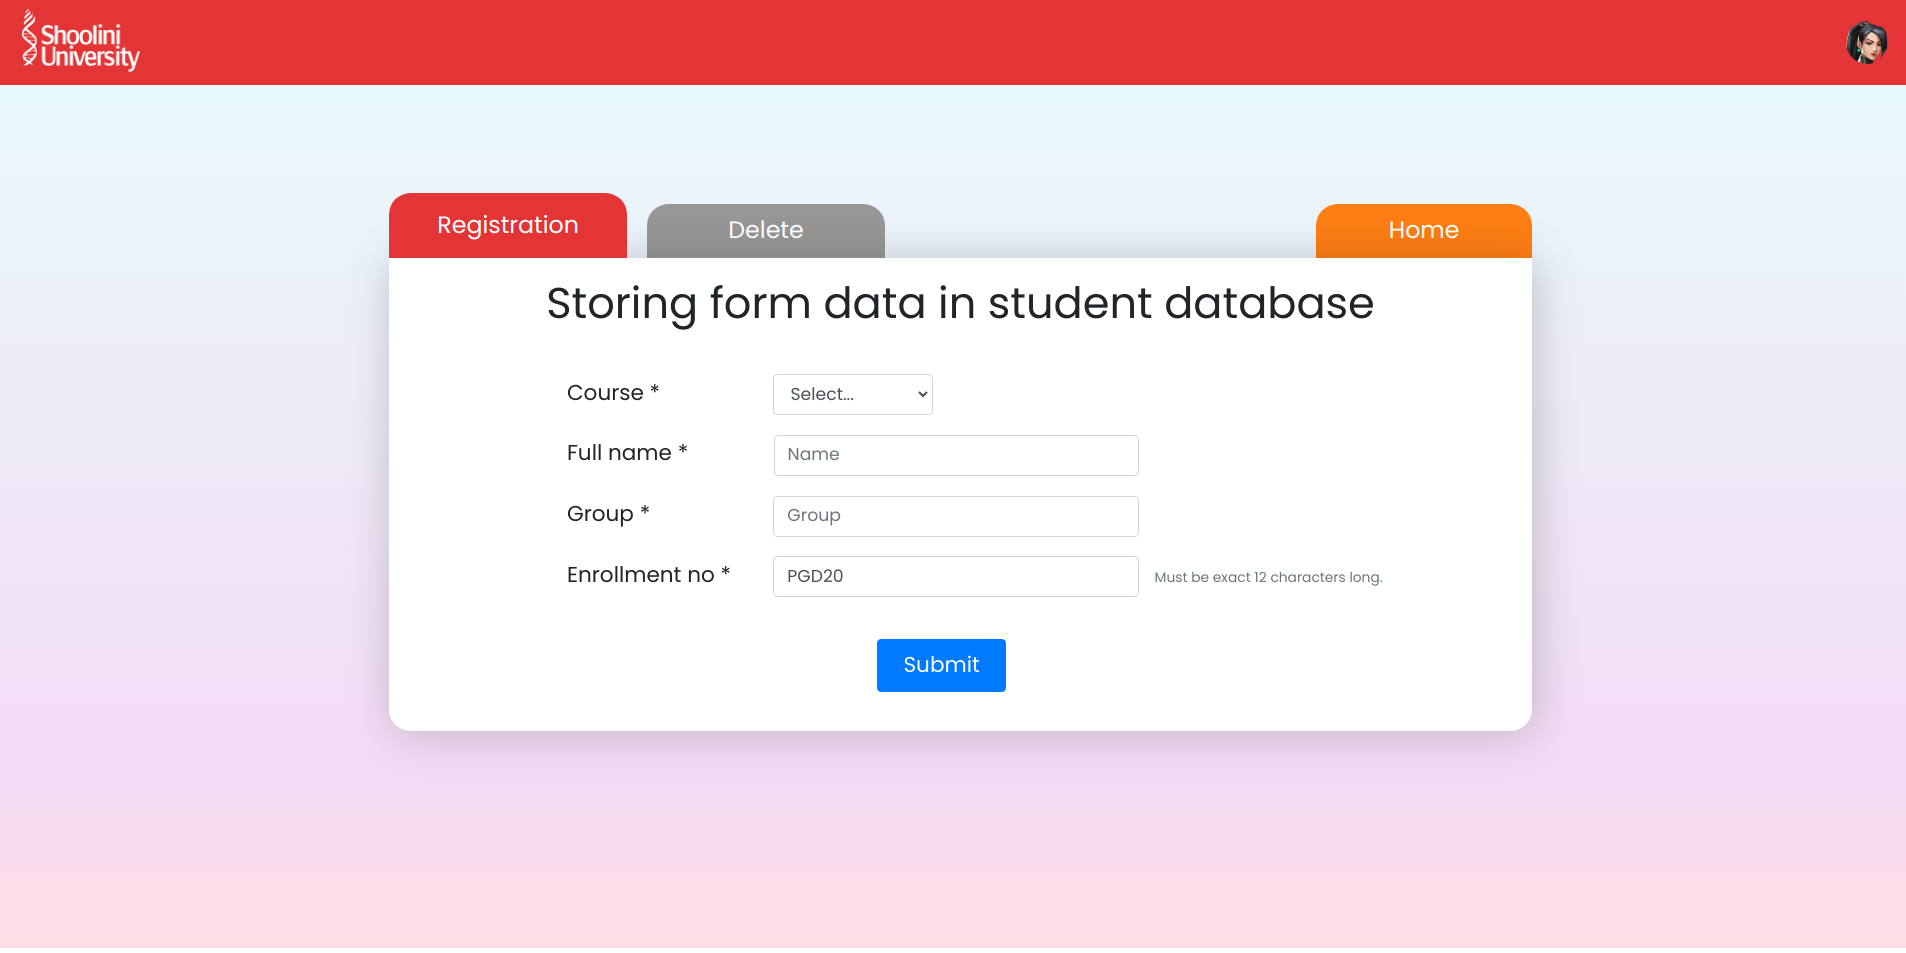 Shoolini
University
Registration
Delete
Home
Storing form data in student database
Course *
Select...
Full name *
Name
Group *
Group
Enrollment no *
PGD20
Must be exact 12 characters long.
Submit